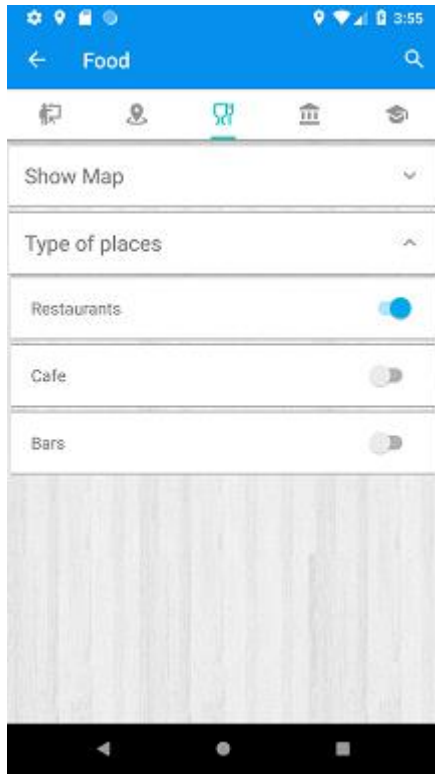 3:55
Food
Show Map
Type of places
Restaurants
Cafe
Bars